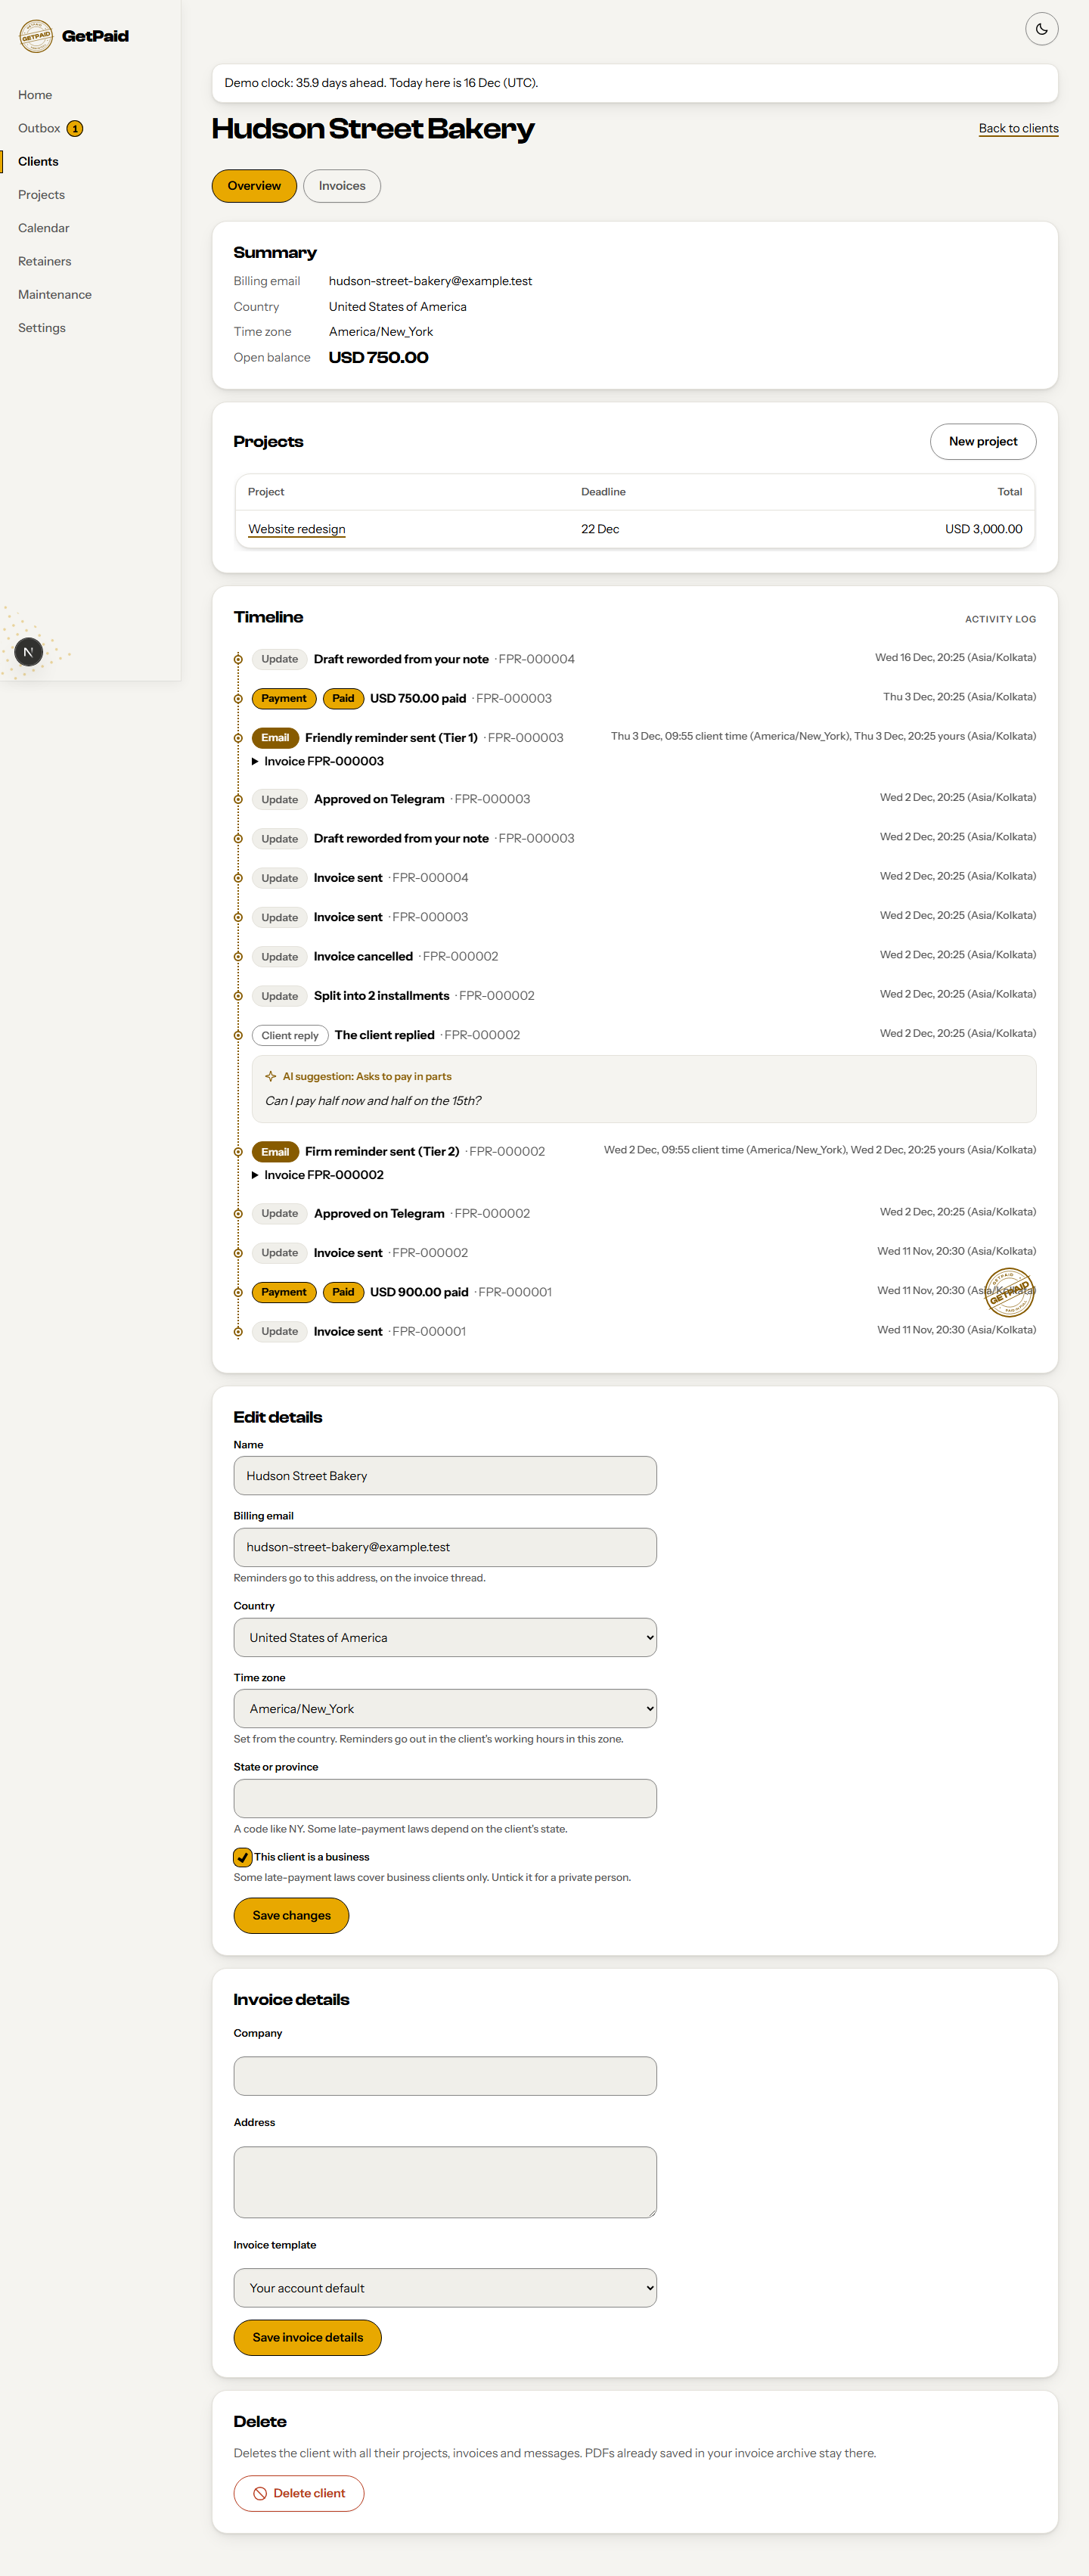 GETPAID
GetPaid
Home
Outbox 1
Clients
Projects
Calendar
Retainers
Maintenance
Settings
N
Demo clock: 35.9 days ahead. Today here is 16 Dec (UTC).
Hudson Street Bakery
Back to clients
Overview
Invoices
Summary
Billing email hudson-street-bakery@example.test
Country United States of America
Time zone America/New_York
Open balance USD 750.00
Projects
New project
Project Deadline Total
Website redesign 22 Dec USD 3,000.00
Timeline
ACTIVITY LOG
Update Draft reworded from your note · FPR-000004 Wed 16 Dec, 20:25 (Asia/Kolkata)
Payment Paid USD 750.00 paid · FPR-000003 Thu 3 Dec, 20:25 (Asia/Kolkata)
Email Friendly reminder sent (Tier 1) · FPR-000003 Thu 3 Dec, 09:55 client time (America/New_York), Thu 3 Dec, 20:25 yours (Asia/Kolkata)
▶ Invoice FPR-000003
Update Approved on Telegram · FPR-000003 Wed 2 Dec, 20:25 (Asia/Kolkata)
Update Draft reworded from your note · FPR-000003 Wed 2 Dec, 20:25 (Asia/Kolkata)
Update Invoice sent · FPR-000004 Wed 2 Dec, 20:25 (Asia/Kolkata)
Update Invoice sent · FPR-000003 Wed 2 Dec, 20:25 (Asia/Kolkata)
Update Invoice cancelled · FPR-000002 Wed 2 Dec, 20:25 (Asia/Kolkata)
Update Split into 2 installments · FPR-000002 Wed 2 Dec, 20:25 (Asia/Kolkata)
Client reply The client replied · FPR-000002 Wed 2 Dec, 20:25 (Asia/Kolkata)
AI suggestion: Asks to pay in parts
Can I pay half now and half on the 15th?
Email Firm reminder sent (Tier 2) · FPR-000002 Wed 2 Dec, 09:55 client time (America/New_York), Wed 2 Dec, 20:25 yours (Asia/Kolkata)
▶ Invoice FPR-000002
Update Approved on Telegram · FPR-000002 Wed 2 Dec, 20:25 (Asia/Kolkata)
Update Invoice sent · FPR-000002 Wed 11 Nov, 20:30 (Asia/Kolkata)
Payment Paid USD 900.00 paid · FPR-000001 Wed 11 Nov, 20:30 (Asia/Kolkata)
GETPAID
Update Invoice sent · FPR-000001 Wed 11 Nov, 20:30 (Asia/Kolkata)
Edit details
Name
Hudson Street Bakery
Billing email
hudson-street-bakery@example.test
Reminders go to this address, on the invoice thread.
Country
United States of America
Time zone
America/New_York
Set from the country. Reminders go out in the client's working hours in this zone.
State or province
A code like NY. Some late-payment laws depend on the client's state.
This client is a business
Some late-payment laws cover business clients only. Untick it for a private person.
Save changes
Invoice details
Company
Address
Invoice template
Your account default
Save invoice details
Delete
Deletes the client with all their projects, invoices and messages. PDFs already saved in your invoice archive stay there.
Delete client